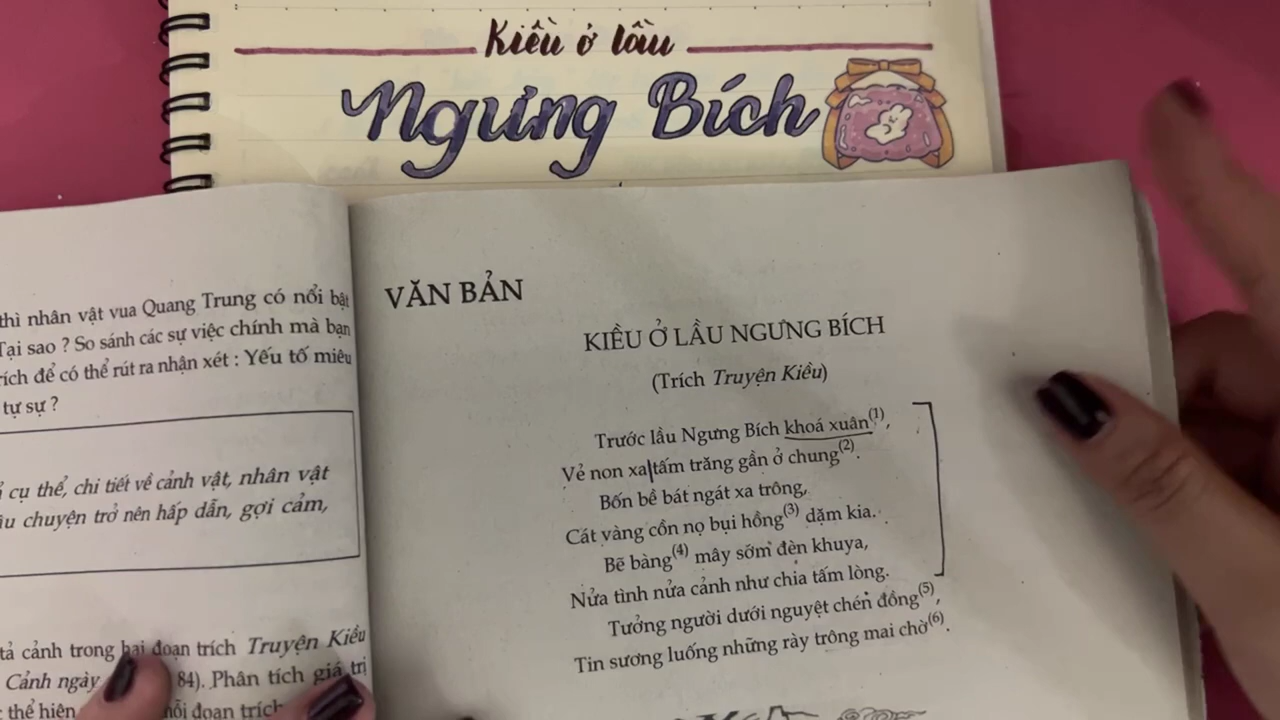 Kiều ở lầu
Ngưng Bích
thì nhân vật vua Quang Trung có nổi bật
Tại sao ? So sánh các sự việc chính mà bạn
rích để có thể rút ra nhận xét : Yếu tố miêu
tự sự ?
cụ thể, chi tiết về cảnh vật, nhân vật
chuyện trở nên hấp dẫn, gợi cảm,
tả cảnh trong hai đoạn trích Truyện Kiều
Cảnh ngày 84). Phân tích giá trị
thể hiện mỗi đoạn trích
VĂN BẢN
KIỀU Ở LẦU NGƯNG BÍCH
(Trích Truyện Kiều)
Trước lầu Ngưng Bích khoá xuân(1),
Vẻ non xa tấm trăng gần ở chung(2).
Bốn bề bát ngát xa trông,
Cát vàng cồn nọ bụi hồng(3) dặm kia.
Bẽ bàng(4) mây sớm đèn khuya,
Nửa tình nửa cảnh như chia tấm lòng.
Tưởng người dưới nguyệt chén đồng(5),
Tin sương luống những rày trông mai chờ(6).